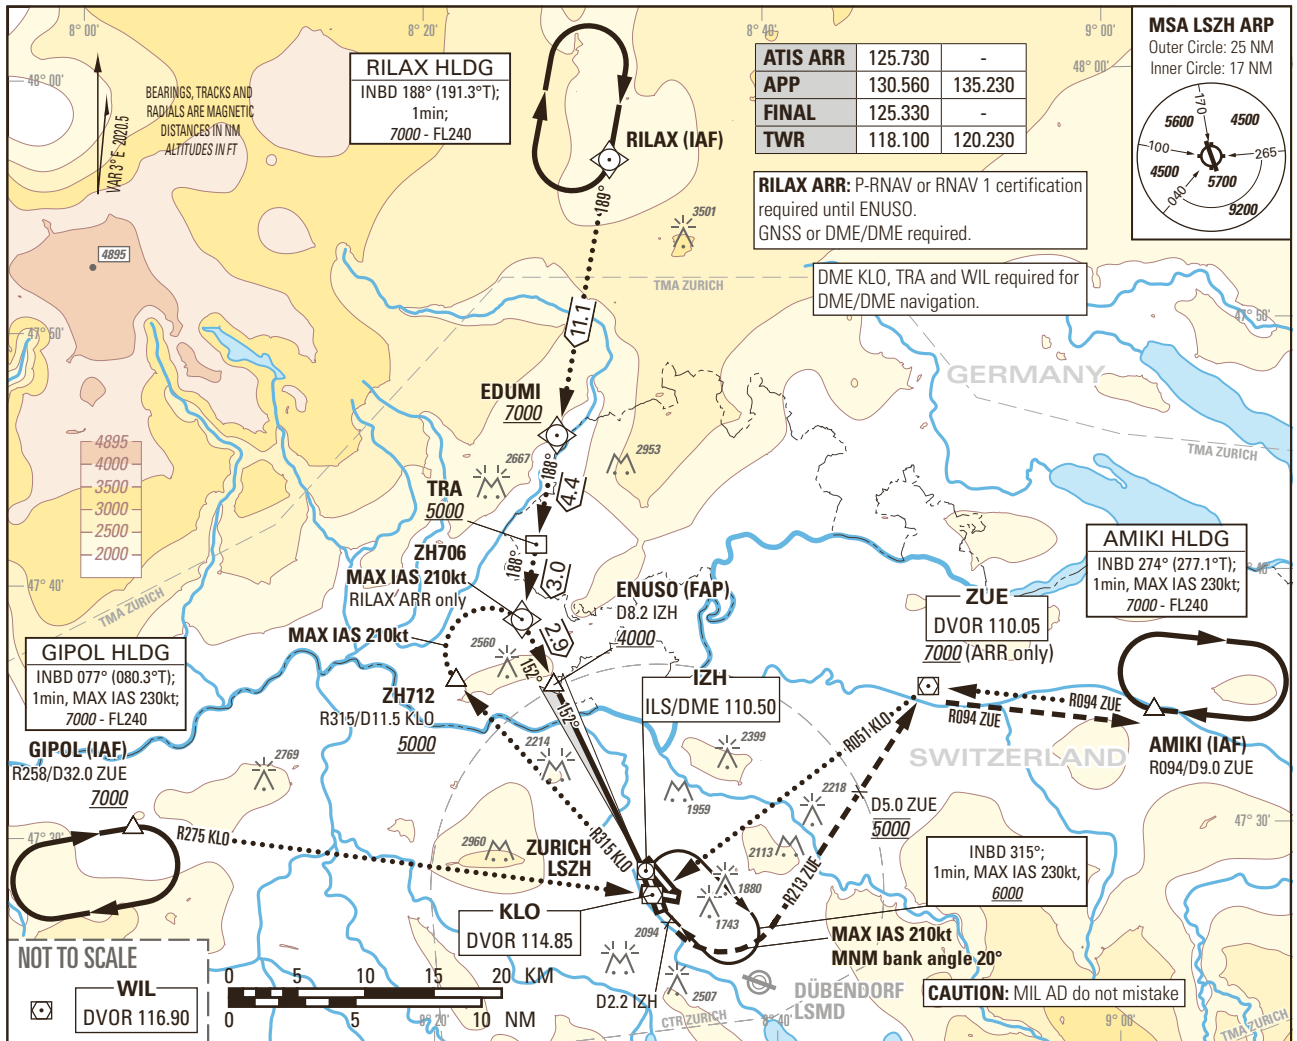 8° 00'
8° 20'
8° 40'
9° 00'
48° 00'
48° 00'
BEARINGS, TRACKS AND
RADIALS ARE MAGNETIC
DISTANCES IN NM
ALTITUDES IN FT
VAR 3° E 2020.5
RILAX HLDG
INBD 188° (191.3°T);
1min;
7000 - FL240
RILAX (IAF)
189°
3501
ATIS ARR 125.730 -
APP 130.560 135.230
FINAL 125.330 -
TWR 118.100 120.230
MSA LSZH ARP
Outer Circle: 25 NM
Inner Circle: 17 NM
170
5600
4500
100
265
4500
5700
040
9200
RILAX ARR: P-RNAV or RNAV 1 certification
required until ENUSO.
GNSS or DME/DME required.
DME KLO, TRA and WIL required for
DME/DME navigation.
4895
TMA ZURICH
47° 50'
47° 50'
11.1
GERMANY
EDUMI
7000
TMA ZURICH
4895
4000
3500
3000
2500
2000
2667
2953
188°
4.4
TRA
5000
ZH706
MAX IAS 210kt
RILAX ARR only
188°
3.0
47° 40'
TMA ZURICH
ENUSO (FAP)
D8.2 IZH
4000
AMIKI HLDG
INBD 274° (277.1°T);
1min, MAX IAS 230kt;
7000 - FL240
40'
ZUE
DVOR 110.05
7000 (ARR only)
MAX IAS 210kt
2.9
2560
152°
152°
GIPOL HLDG
INBD 077° (080.3°T);
1min, MAX IAS 230kt;
7000 - FL240
ZH712
R315/D11.5 KLO
5000
IZH
ILS/DME 110.50
R094 ZUE
R094 ZUE
R051 KLO
AMIKI (IAF)
R094/D9.0 ZUE
SWITZERLAND
GIPOL (IAF)
R258/D32.0 ZUE
7000
2769
2214
2399
2218
1959
D5.0 ZUE
5000
47° 30'
47° 30'
R275 KLO
R315 KLO
2960
ZURICH
LSZH
2113
R213 ZUE
INBD 315°;
1min, MAX IAS 230kt,
6000
1880
1743
KLO
DVOR 114.85
2094
MAX IAS 210kt
MNM bank angle 20°
NOT TO SCALE
WIL
DVOR 116.90
0 5 10 15 20 KM
0 5 10 NM
D2.2 IZH
2507
DÜBENDORF
LSMD
CAUTION: MIL AD do not mistake
CTR ZURICH
8° 20'
8° 40'
9° 00'
TMA ZURICH